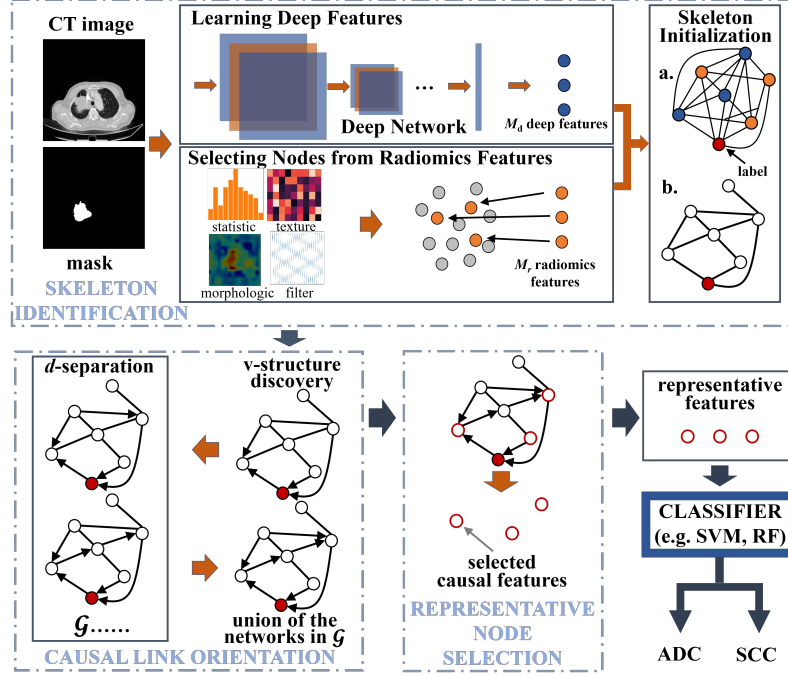 CT image
mask
SKELETON
IDENTIFICATION
Learning Deep Features
...
Deep Network
M_d deep features
Selecting Nodes from Radiomics Features
statistic
texture
morphologic
filter
M_r radiomics
features
Skeleton
Initialization
a.
label
b.
d-separation
v-structure
discovery
𝒢......
union of the
networks in 𝒢
CAUSAL LINK ORIENTATION
selected
causal features
REPRESENTATIVE
NODE
SELECTION
representative
features
CLASSIFIER
(e.g. SVM, RF)
ADC
SCC